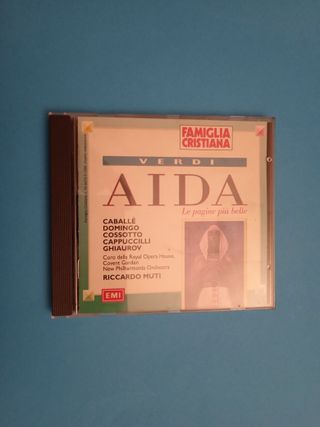 FAMIGLIA
CRISTIANA
VERDI
AIDA
Le pagine più belle
CABALLÉ
DOMINGO
COSSOTTO
CAPPUCCILLI
GHIAUROV
Coro della Royal Opera House,
Covent Garden
New Philharmonia Orchestra
RICCARDO MUTI
EMI